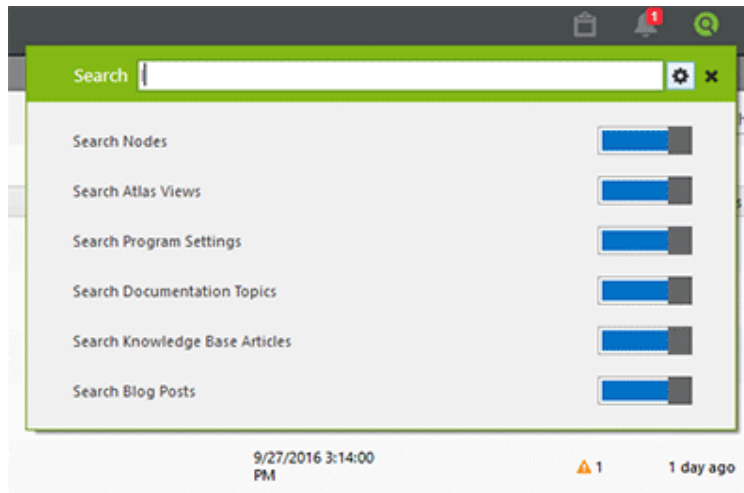 1
Search
Search Nodes
Search Atlas Views
Search Program Settings
Search Documentation Topics
Search Knowledge Base Articles
Search Blog Posts
9/27/2016 3:14:00
PM
1
1 day ago